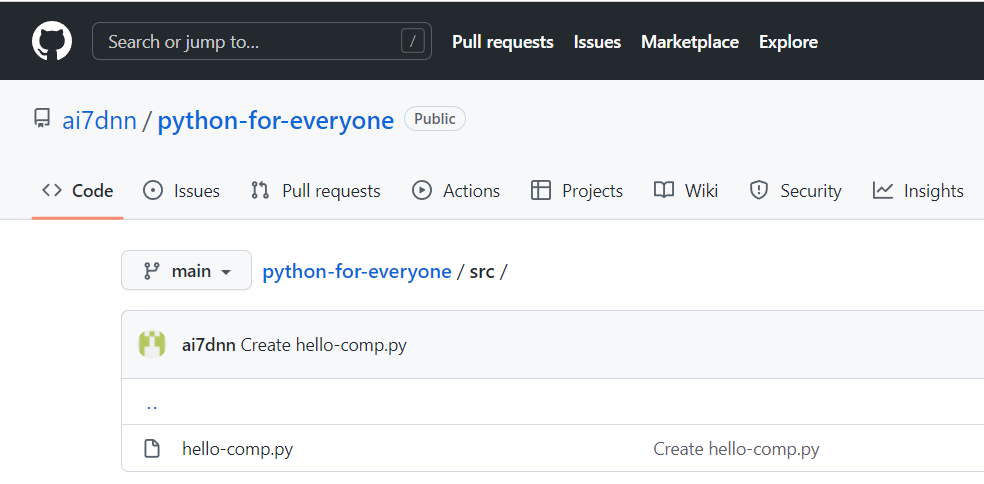 Search or jump to... / Pull requests Issues Marketplace Explore
ai7dnn / python-for-everyone Public
Code Issues Pull requests Actions Projects Wiki Security Insights
main python-for-everyone / src /
ai7dnn Create hello-comp.py
..
hello-comp.py Create hello-comp.py